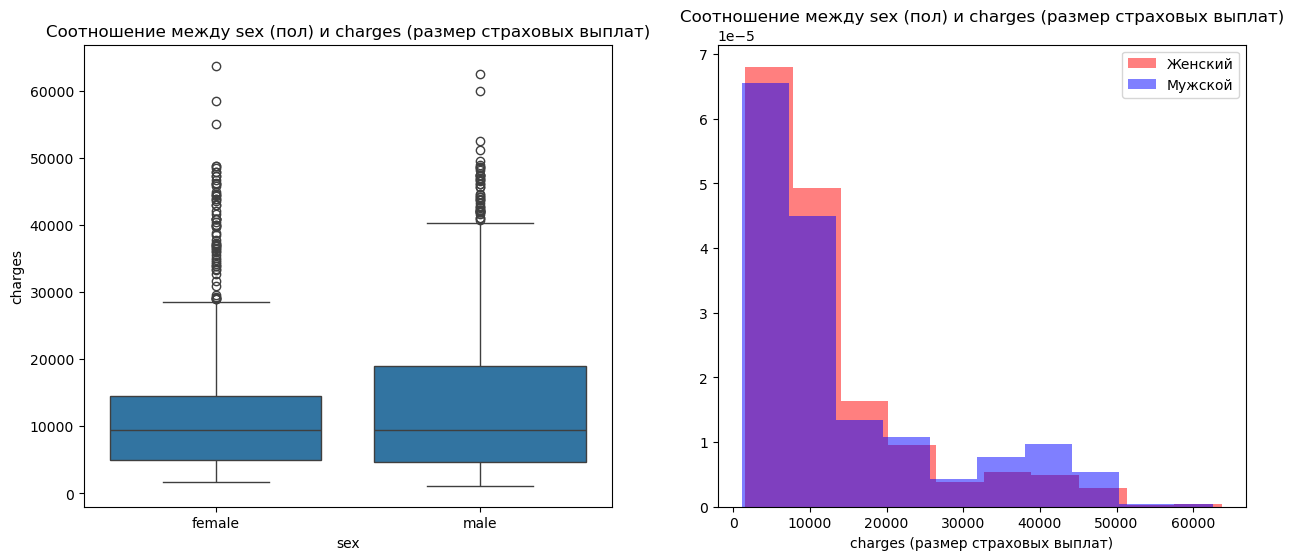 Соотношение между sex (пол) и charges (размер страховых выплат)
charges
60000
50000
40000
30000
20000
10000
0
female
male
sex
Соотношение между sex (пол) и charges (размер страховых выплат)
1e−5
Женский
Мужской
7
6
5
4
3
2
1
0
0
10000
20000
30000
40000
50000
60000
charges (размер страховых выплат)